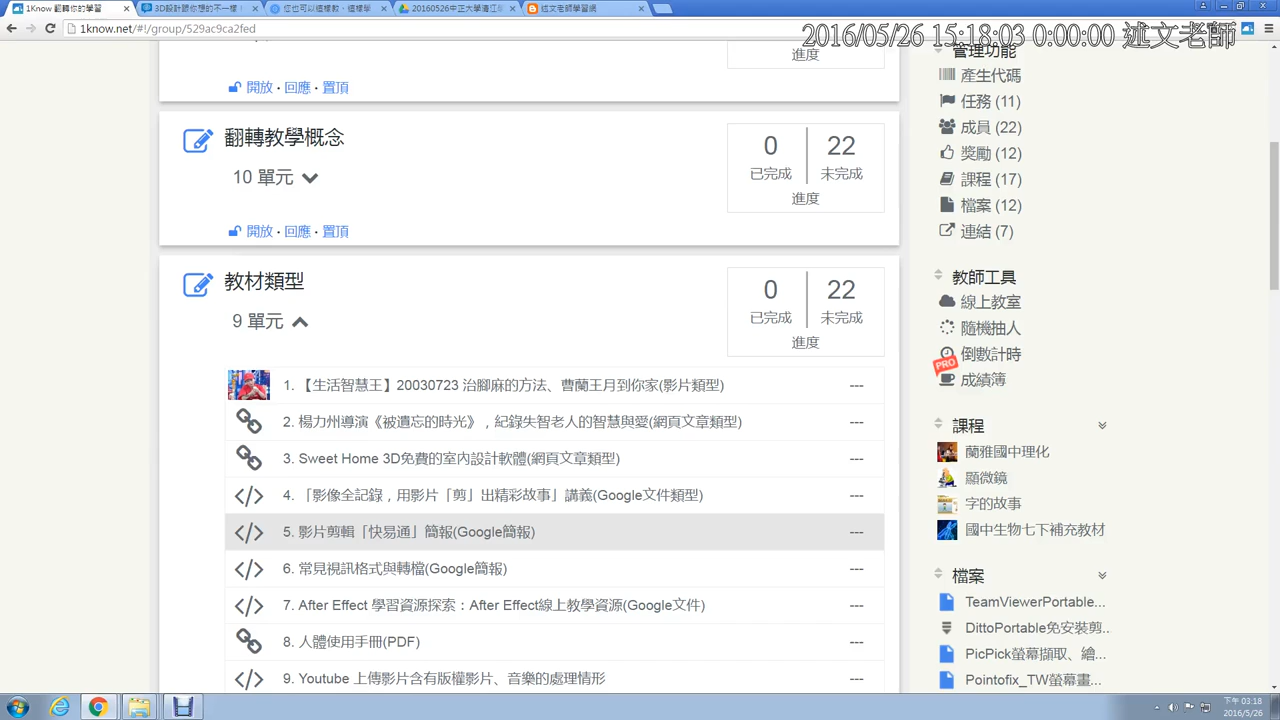 1Know 翻轉你的學習
3D設計跟你想的不一樣！
您也可以這樣教、這樣學
20160526中正大學潘江
述文老師學習網
1know.net/#!/group/529ac9ca2fed
2016/05/26 15:18:03 0:00:00 述文老師
進度
開放 · 回應 · 置頂
翻轉教學概念
10 單元
0 22
已完成 未完成
進度
開放 · 回應 · 置頂
教材類型
9 單元
0 22
已完成 未完成
進度
1. 【生活智慧王】20030723 治腳麻的方法、曹蘭王月到你家(影片類型) ---
2. 楊力州導演《被遺忘的時光》，紀錄失智老人的智慧與愛(網頁文章類型) ---
3. Sweet Home 3D免費的室內設計軟體(網頁文章類型) ---
4. 「影像全記錄，用影片「剪」出精彩故事」講義(Google文件類型) ---
5. 影片剪輯「快易通」簡報(Google簡報) ---
6. 常見視訊格式與轉檔(Google簡報) ---
7. After Effect 學習資源探索：After Effect線上教學資源(Google文件) ---
8. 人體使用手冊(PDF) ---
9. Youtube 上傳影片含有版權影片、音樂的處理情形 ---
管理功能
產生代碼
任務 (11)
成員 (22)
獎勵 (12)
課程 (17)
檔案 (12)
連結 (7)
教師工具
線上教室
隨機抽人
倒數計時
PRO
成績簿
課程
蘭雅國中理化
顯微鏡
字的故事
國中生物七下補充教材
檔案
TeamViewerPortable...
DittoPortable免安裝剪...
PicPick螢幕擷取、繪...
Pointofix_TW螢幕畫...
下午 03:18
2016/5/26